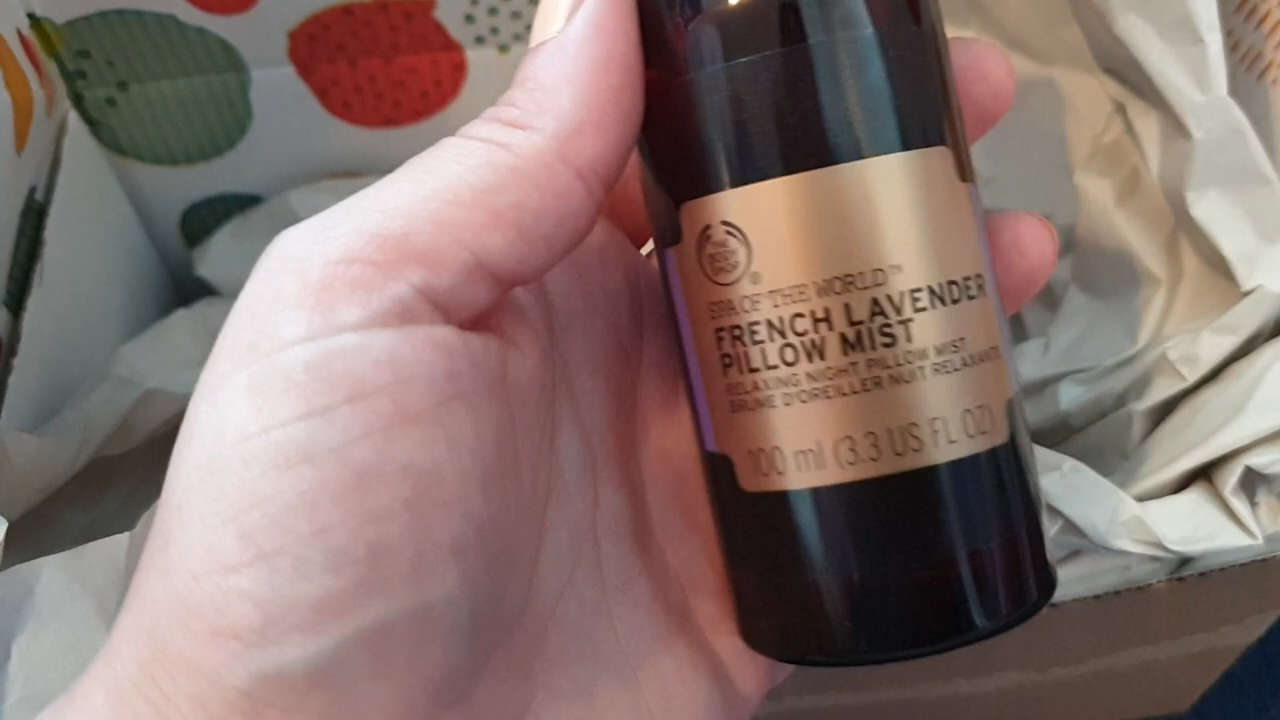 THE
BODY
SHOP
®
SPA OF THE WORLD™
FRENCH LAVENDER
PILLOW MIST
RELAXING NIGHT PILLOW MIST
BRUME D'OREILLER NUIT RELAXANTE
100 ml (3.3 US FL OZ)